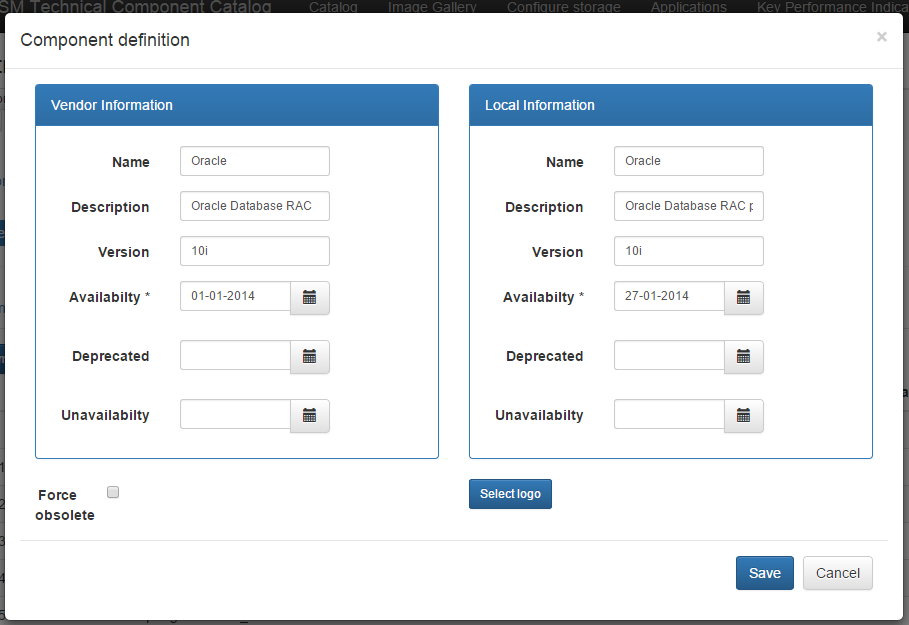 SM Technical Component Catalog Catalog Image Gallery Configure storage Applications Key Performance Indica
Component definition ×
Vendor Information
Name Oracle
Description Oracle Database RAC
Version 10i
Availabilty * 01-01-2014
Deprecated
Unavailabilty
Force
obsolete
Local Information
Name Oracle
Description Oracle Database RAC p
Version 10i
Availabilty * 27-01-2014
Deprecated
Unavailabilty
Select logo
Save Cancel